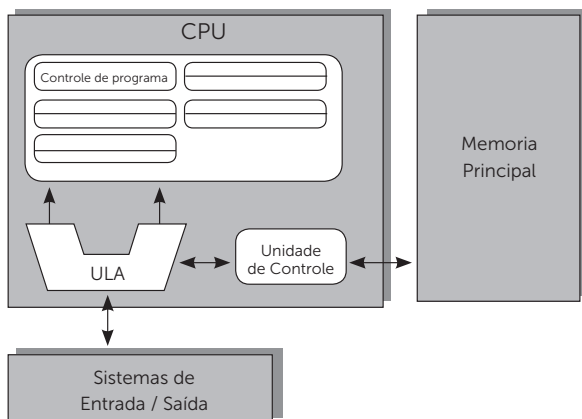 CPU
Controle de programa
Memoria
Principal
ULA
Unidade
de Controle
Sistemas de
Entrada / Saída